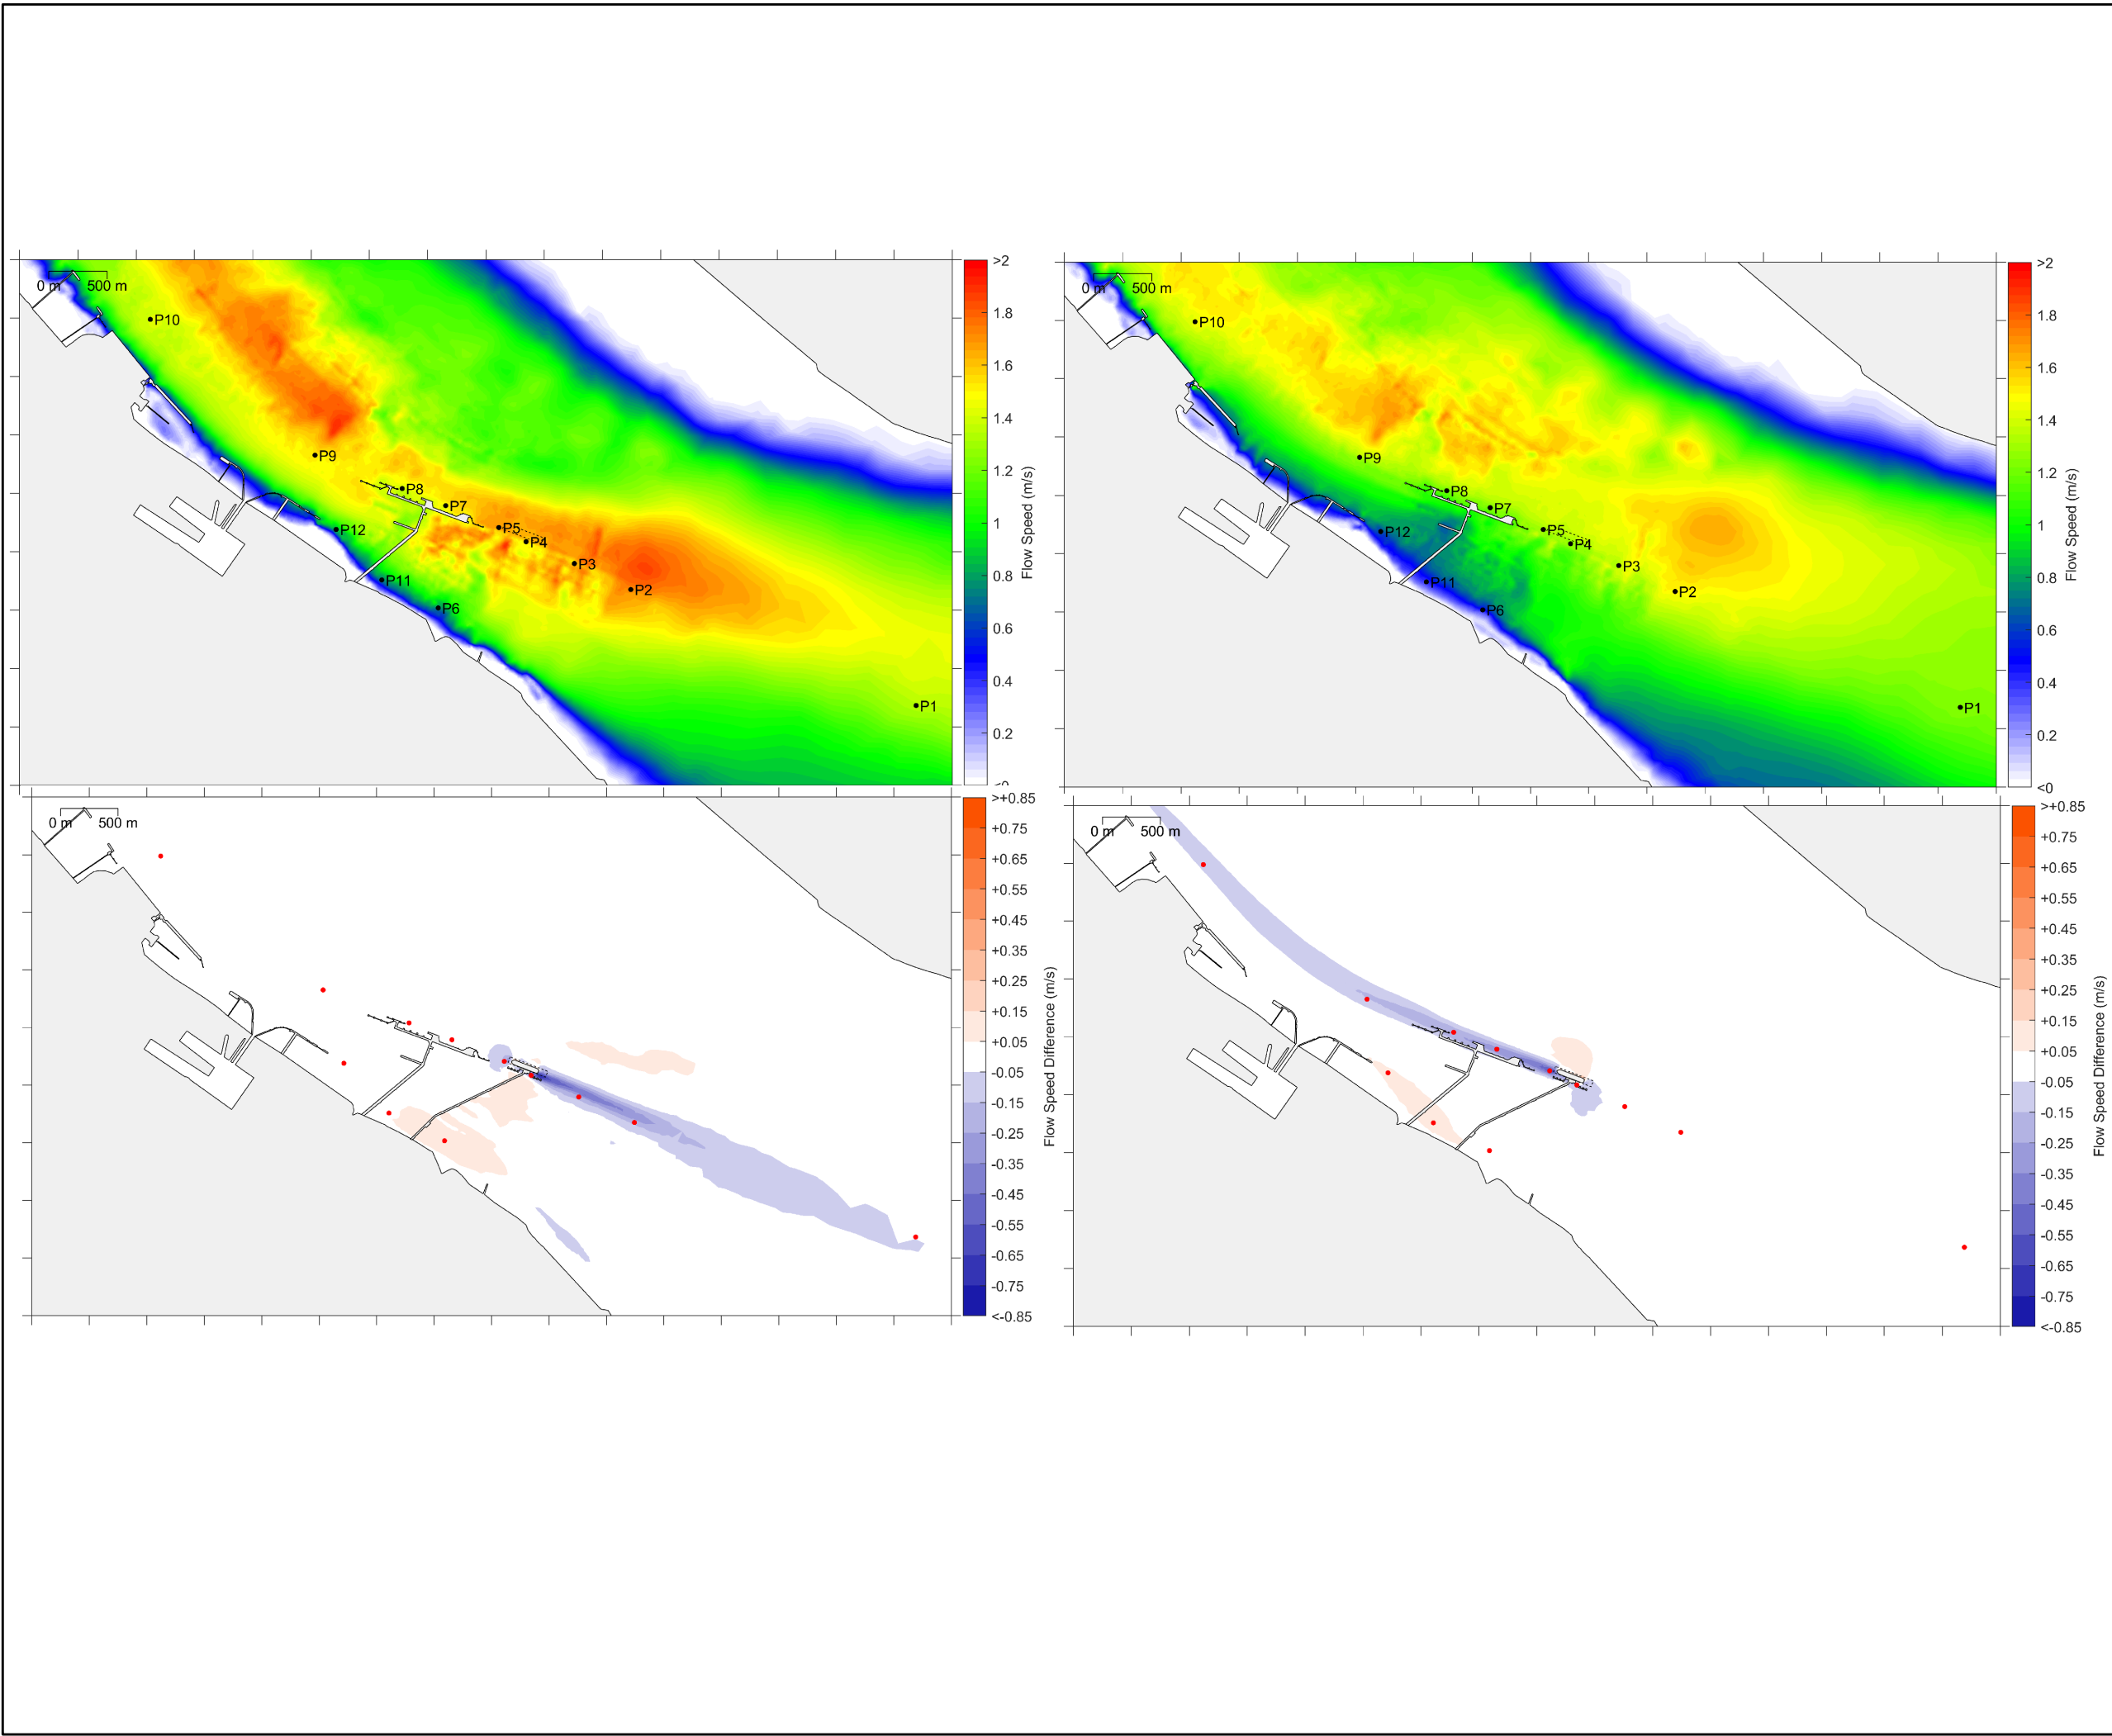 0 m 500 m
P10
P9
P8
P7
P5
P4
P12
P3
P11
P2
P6
P1
>2
1.8
1.6
1.4
1.2
1
0.8
0.6
0.4
0.2
Flow Speed (m/s)
0 m 500 m
P10
P9
P8
P7
P5
P4
P12
P3
P11
P2
P6
P1
>2
1.8
1.6
1.4
1.2
1
0.8
0.6
0.4
0.2
<0
Flow Speed (m/s)
0 m 500 m
>+0.85
+0.75
+0.65
+0.55
+0.45
+0.35
+0.25
+0.15
+0.05
-0.05
-0.15
-0.25
-0.35
-0.45
-0.55
-0.65
-0.75
<-0.85
Flow Speed Difference (m/s)
0 m 500 m
>+0.85
+0.75
+0.65
+0.55
+0.45
+0.35
+0.25
+0.15
+0.05
-0.05
-0.15
-0.25
-0.35
-0.45
-0.55
-0.65
-0.75
<-0.85
Flow Speed Difference (m/s)